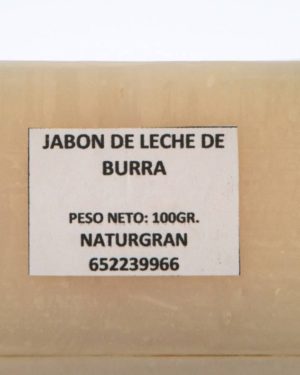 JABON DE LECHE DE
BURRA
PESO NETO: 100GR.
NATURGRAN
652239966